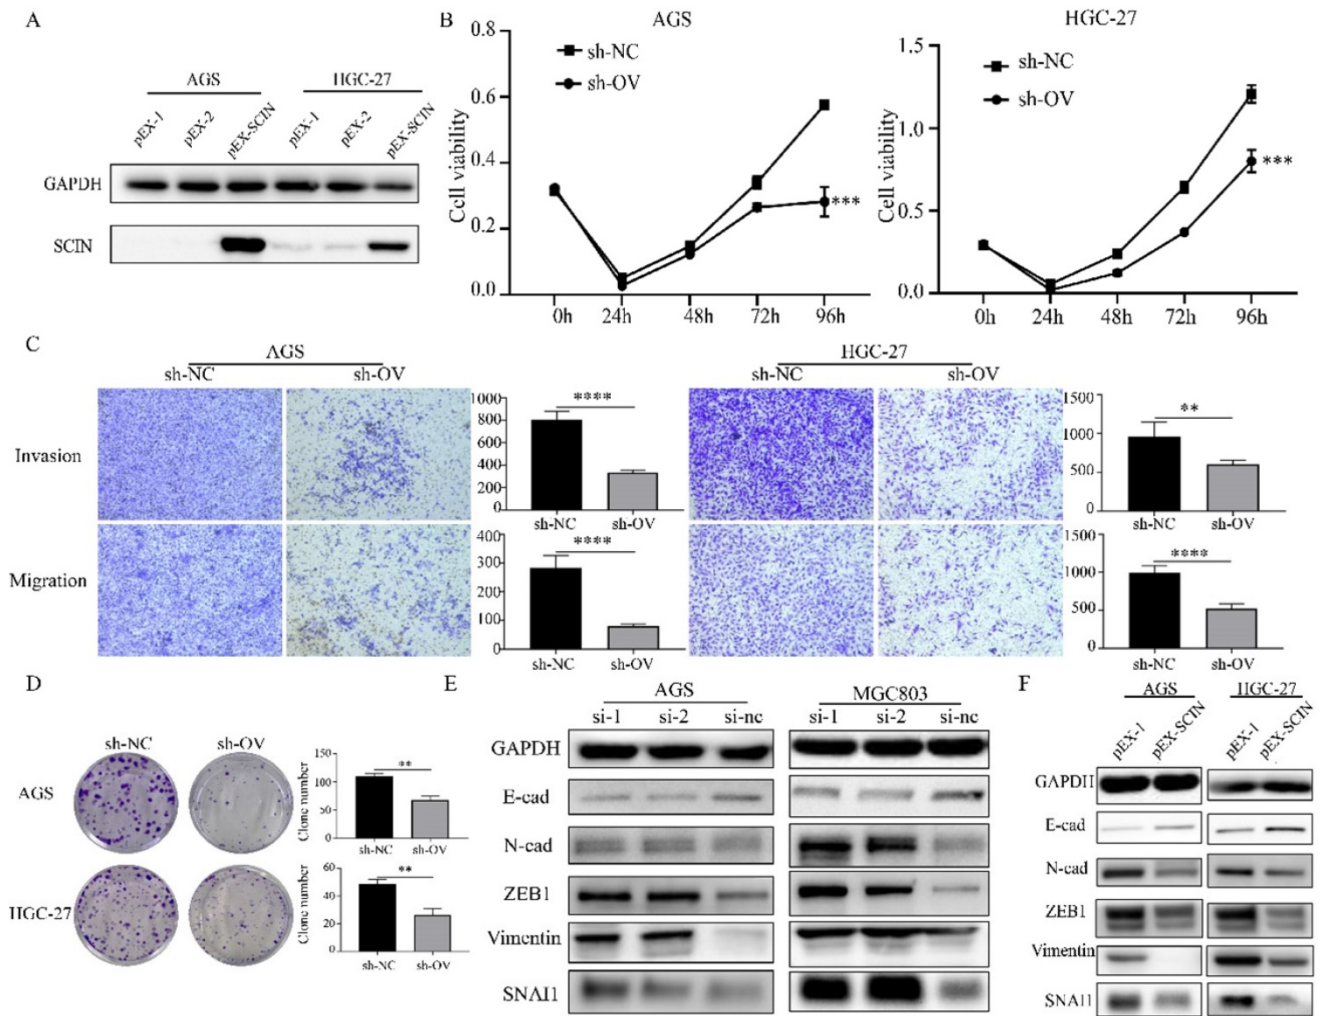 A
AGS HGC-27
pEX-1 pEX-2 pEX-SCIN pEX-1 pEX-2 pEX-SCIN
GAPDH
SCIN
B
AGS
sh-NC
sh-OV
Cell viability
0.8
0.6
0.4
0.2
0.0
***
0h 24h 48h 72h 96h
HGC-27
sh-NC
sh-OV
Cell viability
1.5
1.0
0.5
0.0
***
0h 24h 48h 72h 96h
C
AGS
sh-NC sh-OV
HGC-27
sh-NC sh-OV
Invasion
1000
800
600
400
200
0
****
sh-NC sh-OV
1500
1000
500
0
**
sh-NC sh-OV
Migration
400
300
200
100
0
****
sh-NC sh-OV
1500
1000
500
0
****
sh-NC sh-OV
D
sh-NC sh-OV
AGS
Clone number
150
100
50
0
**
sh-NC sh-OV
HGC-27
Clone number
60
40
20
0
**
sh-NC sh-OV
E
AGS MGC803
si-1 si-2 si-nc si-1 si-2 si-nc
GAPDH
E-cad
N-cad
ZEB1
Vimentin
SNAI1
F
AGS HGC-27
pEX-1 pEX-SCIN pEX-1 pEX-SCIN
GAPDH
E-cad
N-cad
ZEB1
Vimentin
SNAI1